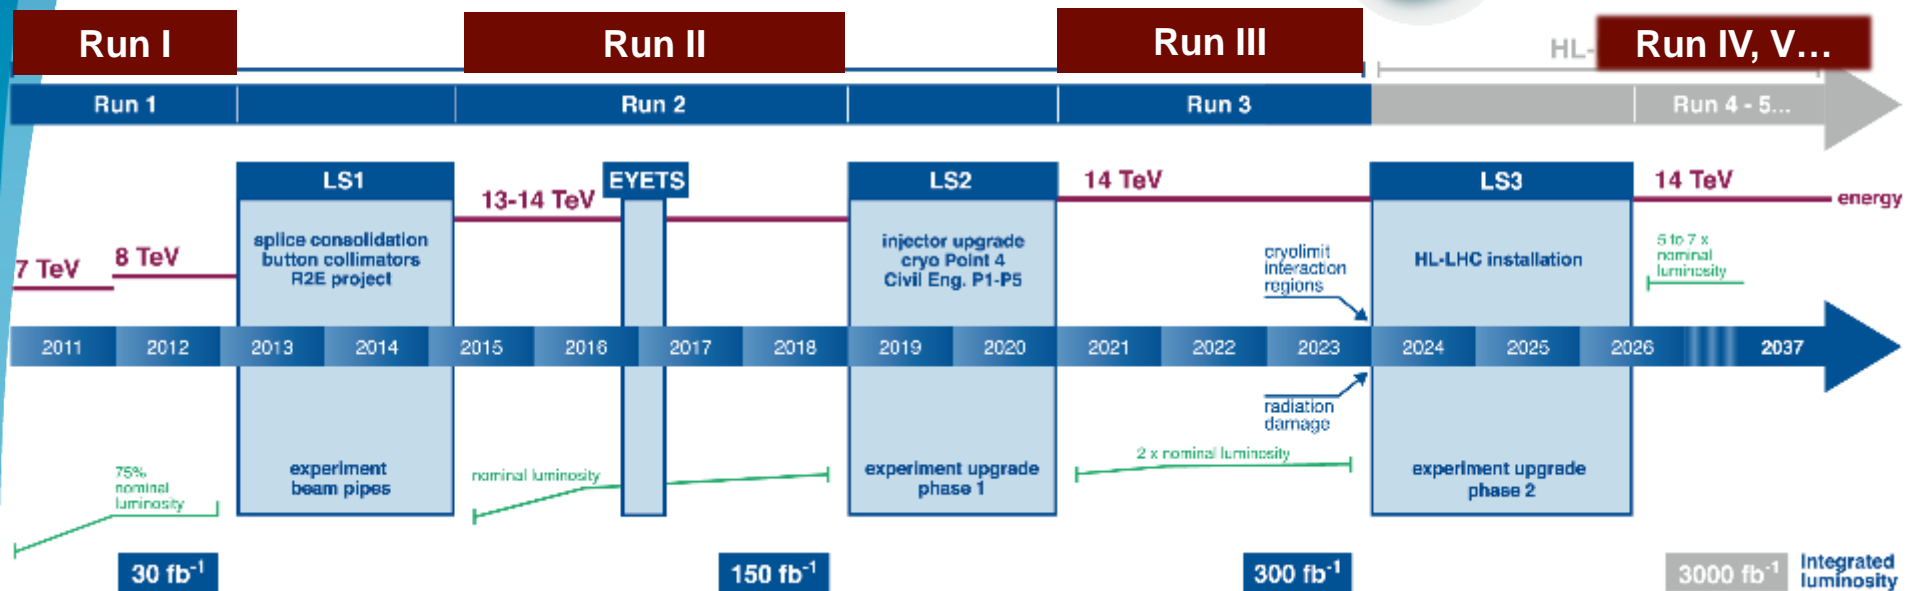 Run I
Run II
Run III
HL-
Run IV, V...
Run 1
Run 2
Run 3
Run 4 - 5...
LS1
EYETS
LS2
14 TeV
LS3
14 TeV
13-14 TeV
energy
splice consolidation
button collimators
R2E project
injector upgrade
cryo Point 4
Civil Eng. P1-P5
cryolimit
interaction
regions
HL-LHC installation
5 to 7 x
nominal
luminosity
7 TeV
8 TeV
2011 2012 2013 2014 2015 2016 2017 2018 2019 2020 2021 2022 2023 2024 2025 2026 2037
radiation
damage
75%
nominal
luminosity
experiment
beam pipes
nominal luminosity
experiment upgrade
phase 1
2 x nominal luminosity
experiment upgrade
phase 2
30 fb-1
150 fb-1
300 fb-1
3000 fb-1
Integrated
luminosity